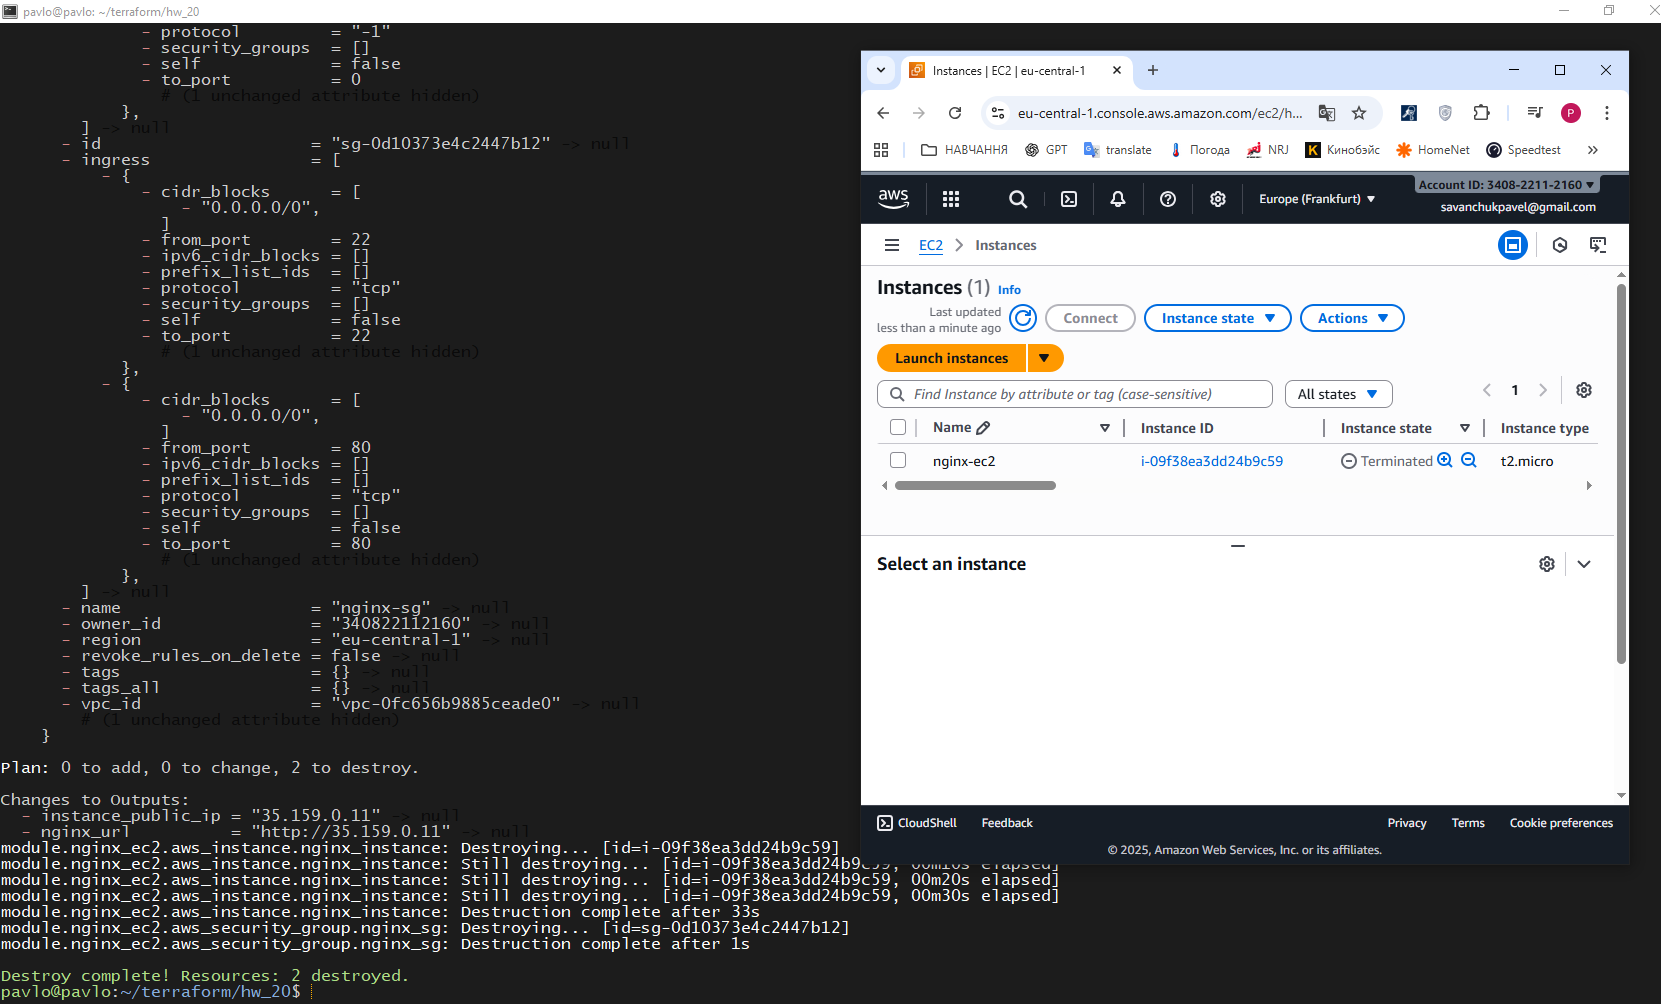 pavlo@pavlo: ~/terraform/hw_20
- protocol = "-1"
- security_groups = []
- self = false
- to_port = 0
# (1 unchanged attribute hidden)
},
] -> null
- id = "sg-0d10373e4c2447b12" -> null
- ingress = [
- {
- cidr_blocks = [
- "0.0.0.0/0",
]
- from_port = 22
- ipv6_cidr_blocks = []
- prefix_list_ids = []
- protocol = "tcp"
- security_groups = []
- self = false
- to_port = 22
# (1 unchanged attribute hidden)
},
- {
- cidr_blocks = [
- "0.0.0.0/0",
]
- from_port = 80
- ipv6_cidr_blocks = []
- prefix_list_ids = []
- protocol = "tcp"
- security_groups = []
- self = false
- to_port = 80
# (1 unchanged attribute hidden)
},
] -> null
- name = "nginx-sg" -> null
- owner_id = "340822112160" -> null
- region = "eu-central-1" -> null
- revoke_rules_on_delete = false -> null
- tags = {} -> null
- tags_all = {} -> null
- vpc_id = "vpc-0fc656b9885ceade0" -> null
# (1 unchanged attribute hidden)
}
Plan: 0 to add, 0 to change, 2 to destroy.
Changes to Outputs:
- instance_public_ip = "35.159.0.11" -> null
- nginx_url = "http://35.159.0.11" -> null
module.nginx_ec2.aws_instance.nginx_instance: Destroying... [id=i-09f38ea3dd24b9c59]
module.nginx_ec2.aws_instance.nginx_instance: Still destroying... [id=i-09f38ea3dd24b9c59, 00m10s elapsed]
module.nginx_ec2.aws_instance.nginx_instance: Still destroying... [id=i-09f38ea3dd24b9c59, 00m20s elapsed]
module.nginx_ec2.aws_instance.nginx_instance: Still destroying... [id=i-09f38ea3dd24b9c59, 00m30s elapsed]
module.nginx_ec2.aws_instance.nginx_instance: Destruction complete after 33s
module.nginx_ec2.aws_security_group.nginx_sg: Destroying... [id=sg-0d10373e4c2447b12]
module.nginx_ec2.aws_security_group.nginx_sg: Destruction complete after 1s
Destroy complete! Resources: 2 destroyed.
pavlo@pavlo:~/terraform/hw_20$
Instances | EC2 | eu-central-1
eu-central-1.console.aws.amazon.com/ec2/h...
P
НАВЧАННЯ GPT translate Погода NRJ Кинобэйс HomeNet Speedtest »
aws Europe (Frankfurt) Account ID: 3408-2211-2160
savanchukpavel@gmail.com
EC2 > Instances
Instances (1) Info
Last updated
less than a minute ago
Connect Instance state Actions
Launch instances
Find Instance by attribute or tag (case-sensitive) All states 1
Name Instance ID Instance state Instance type
nginx-ec2 i-09f38ea3dd24b9c59 Terminated t2.micro
Select an instance
CloudShell Feedback Privacy Terms Cookie preferences
© 2025, Amazon Web Services, Inc. or its affiliates.